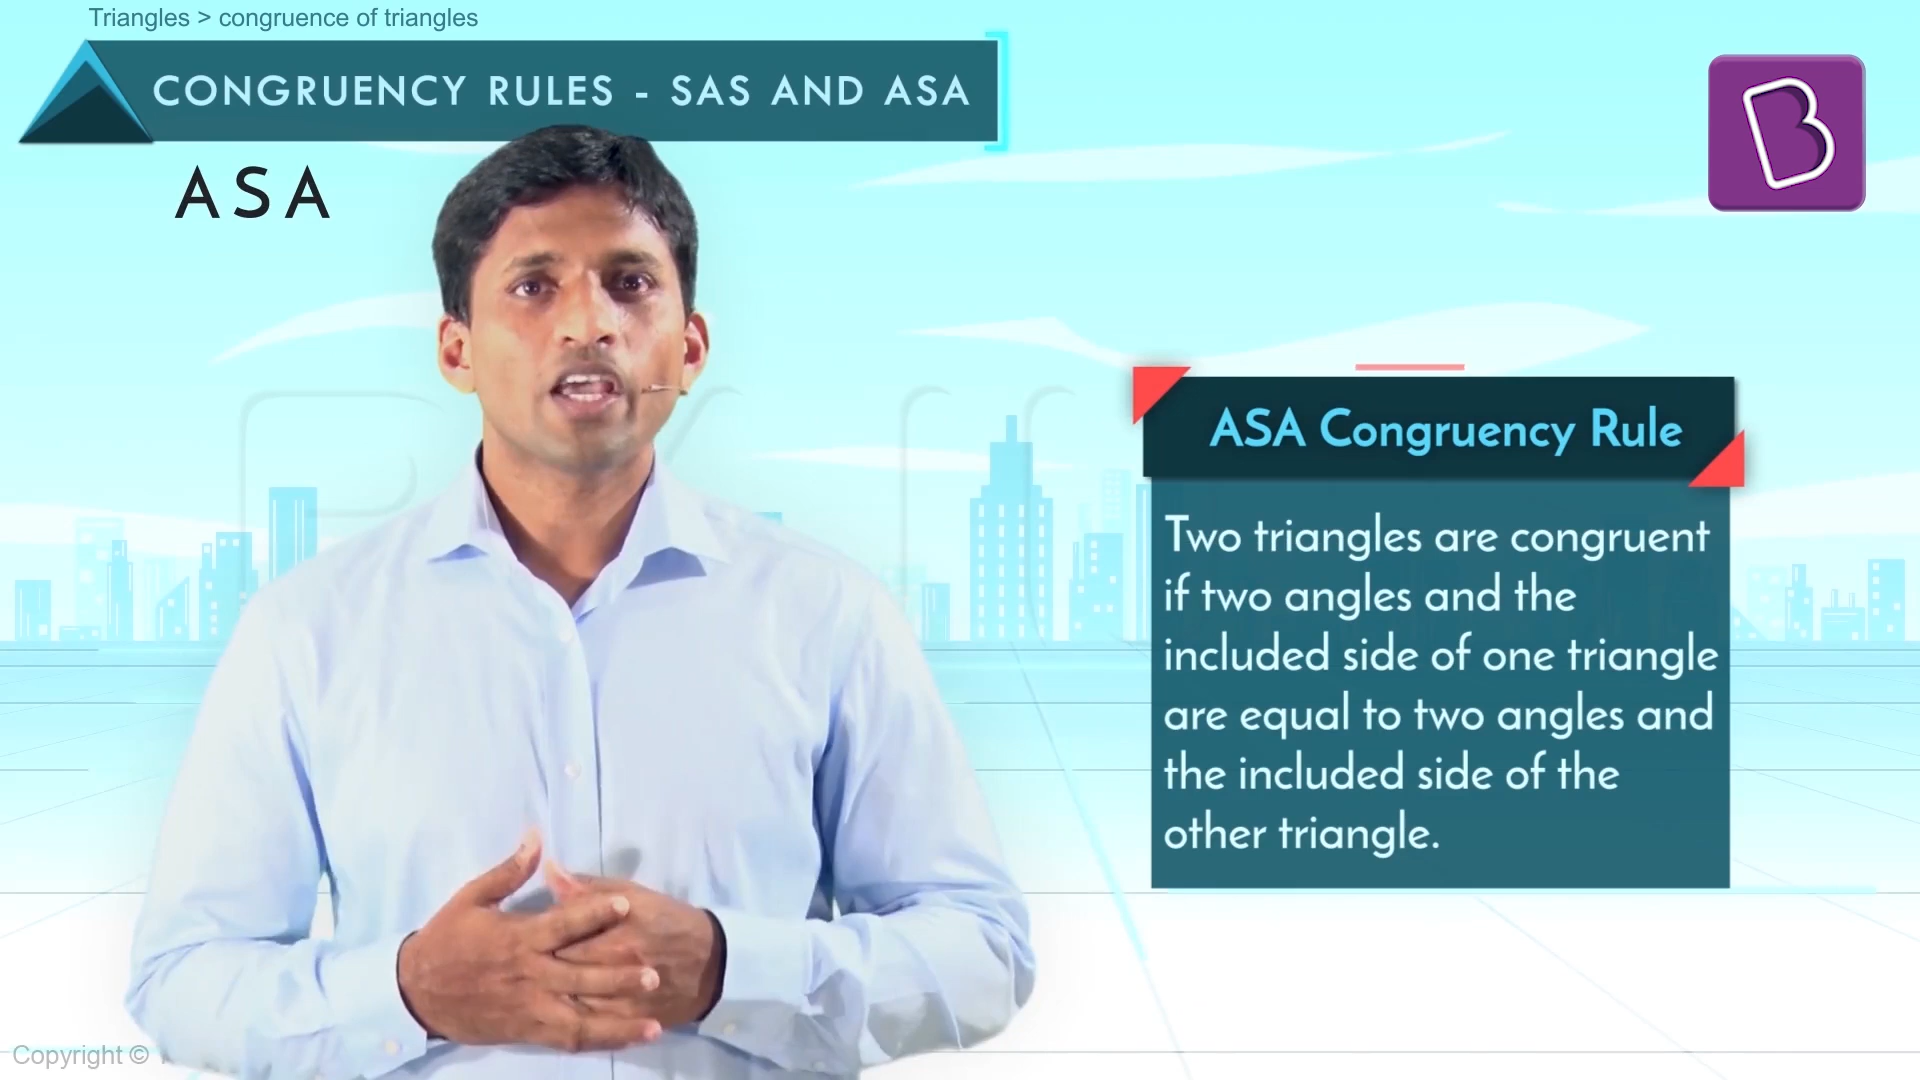 Triangles > congruence of triangles
CONGRUENCY RULES - SAS AND ASA
ASA
B
ASA Congruency Rule
Two triangles are congruent
if two angles and the
included side of one triangle
are equal to two angles and
the included side of the
other triangle.
Copyright ©